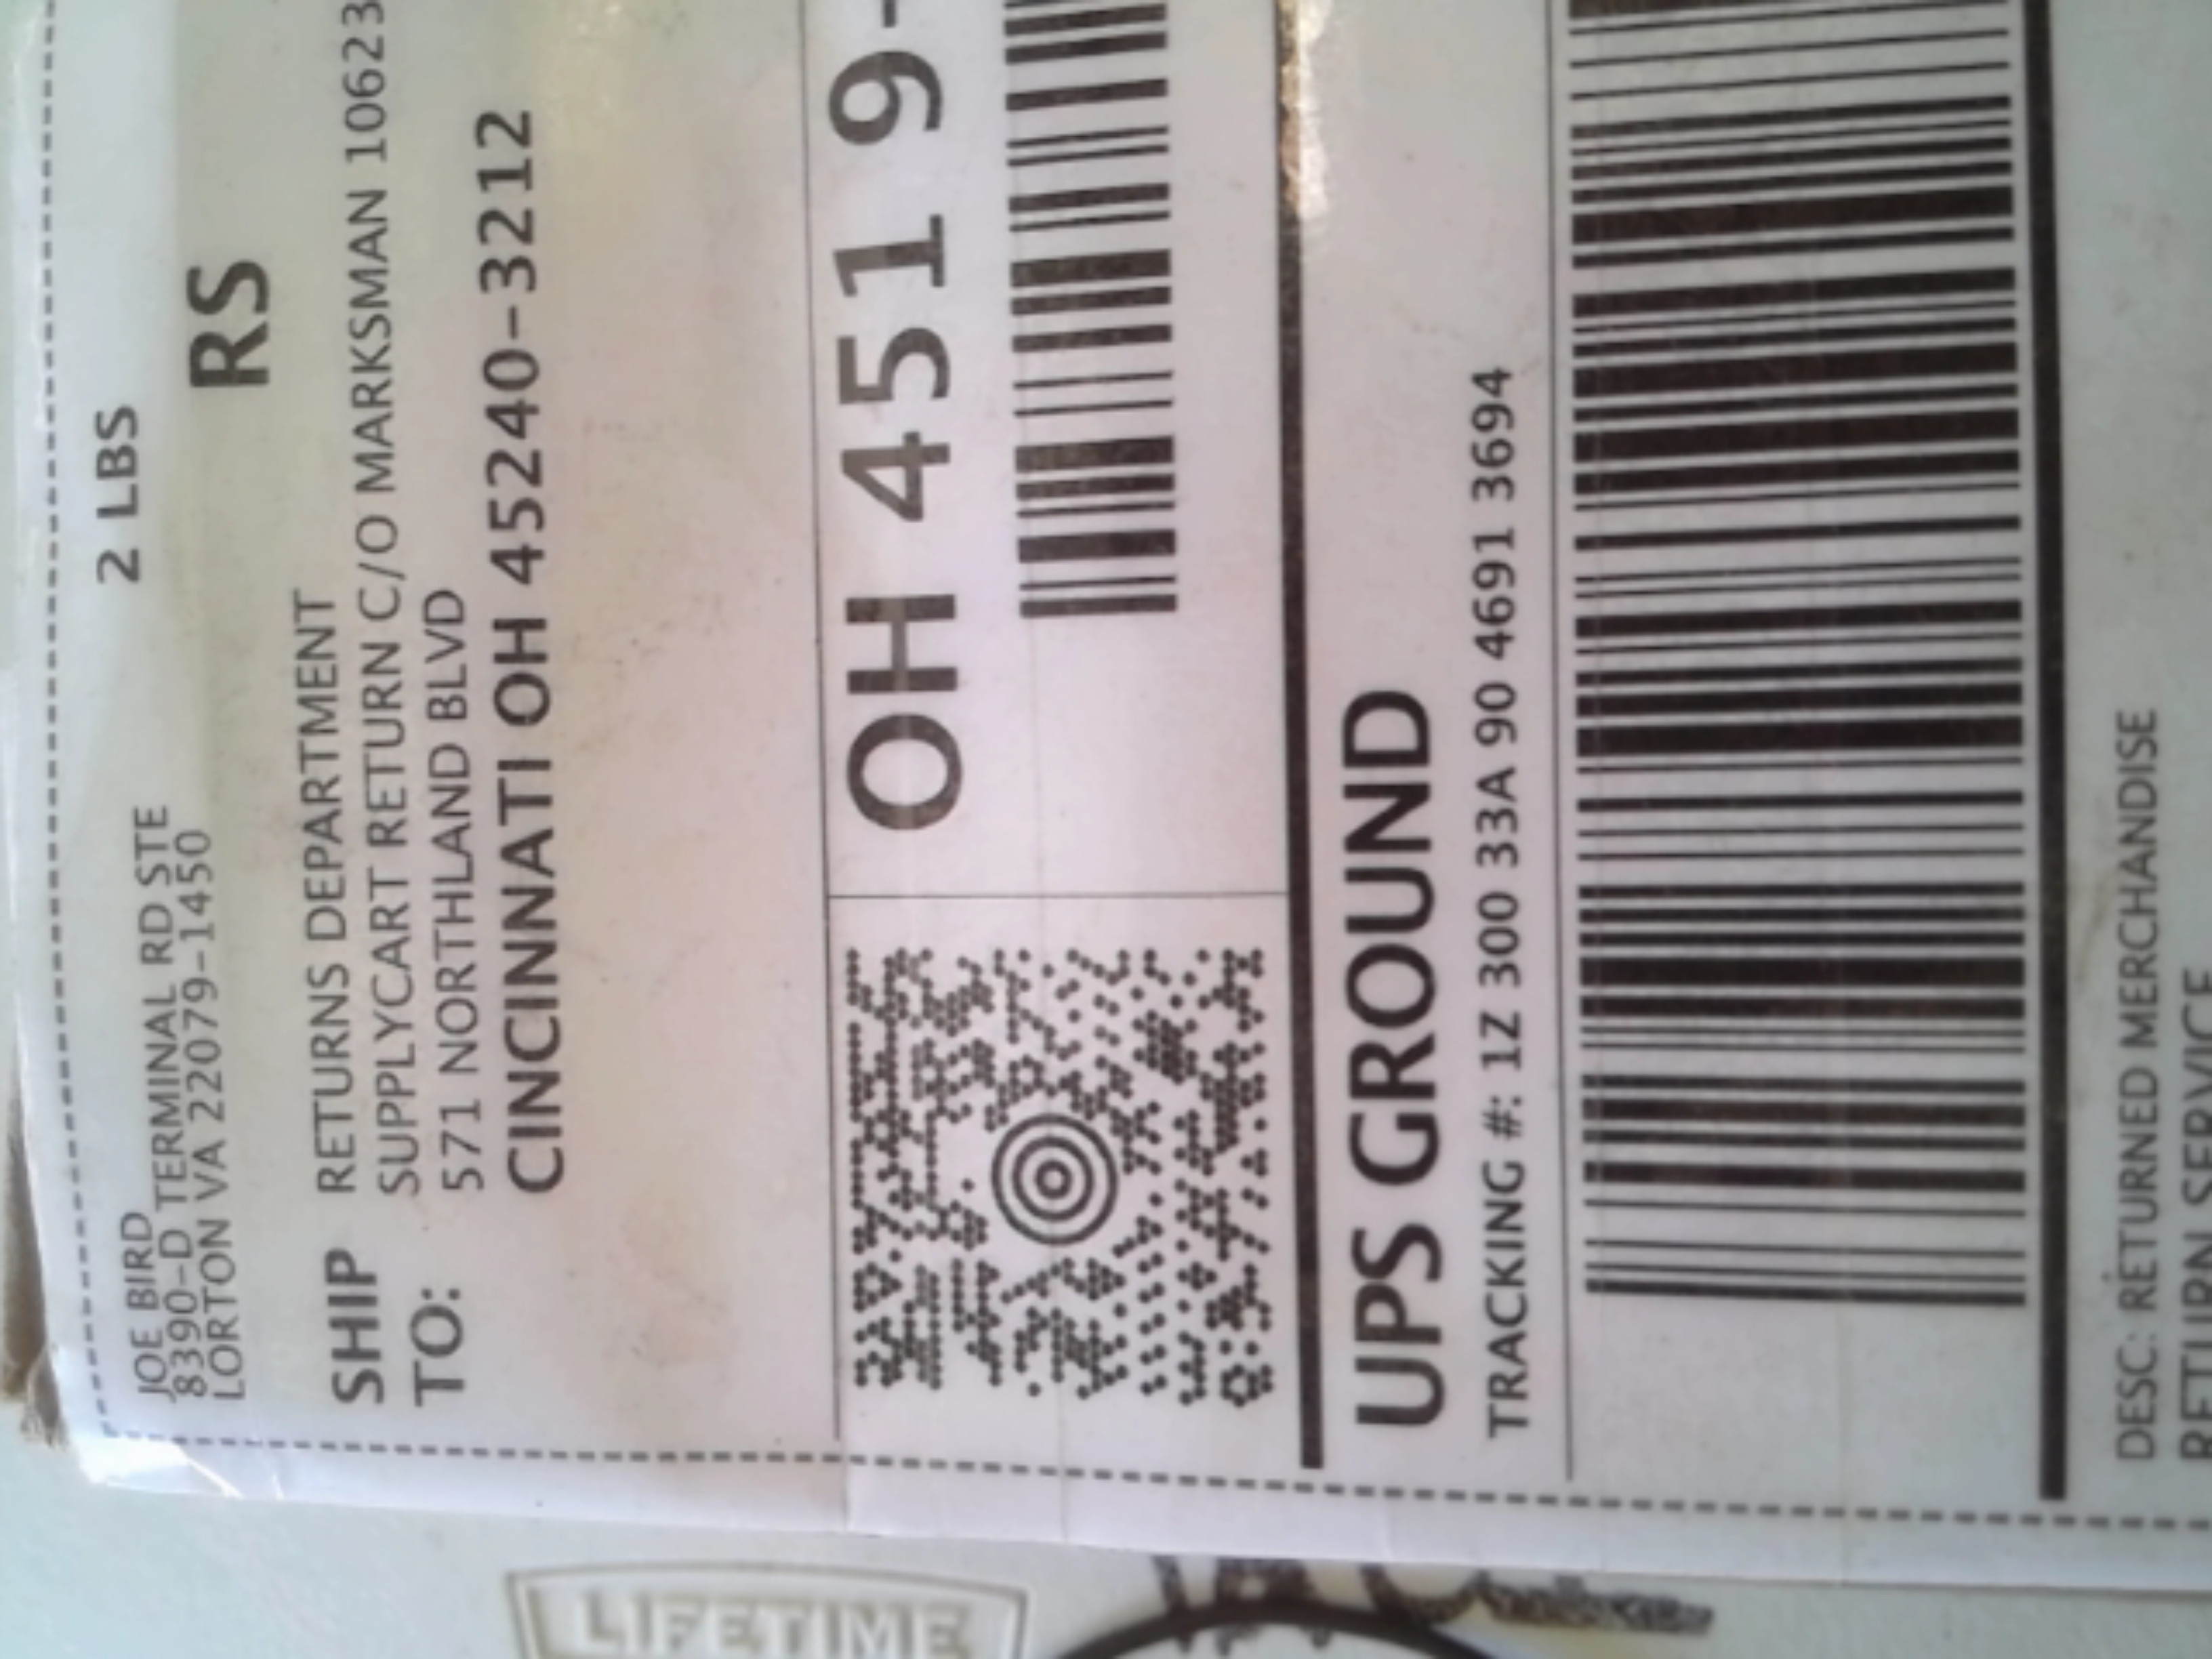 2 LBS
JOE BIRD
8390-D TERMINAL RD STE
LORTON VA 22079-1450
RS
SHIP TO:
RETURNS DEPARTMENT
SUPPLYCART RETURN C/O MARKSMAN 10623
571 NORTHLAND BLVD
CINCINNATI OH 45240-3212
OH 451 9-
UPS GROUND
TRACKING #: 1Z 300 33A 90 4691 3694
DESC: RETURNED MERCHANDISE
RETURN SERVICE
LIFETIME